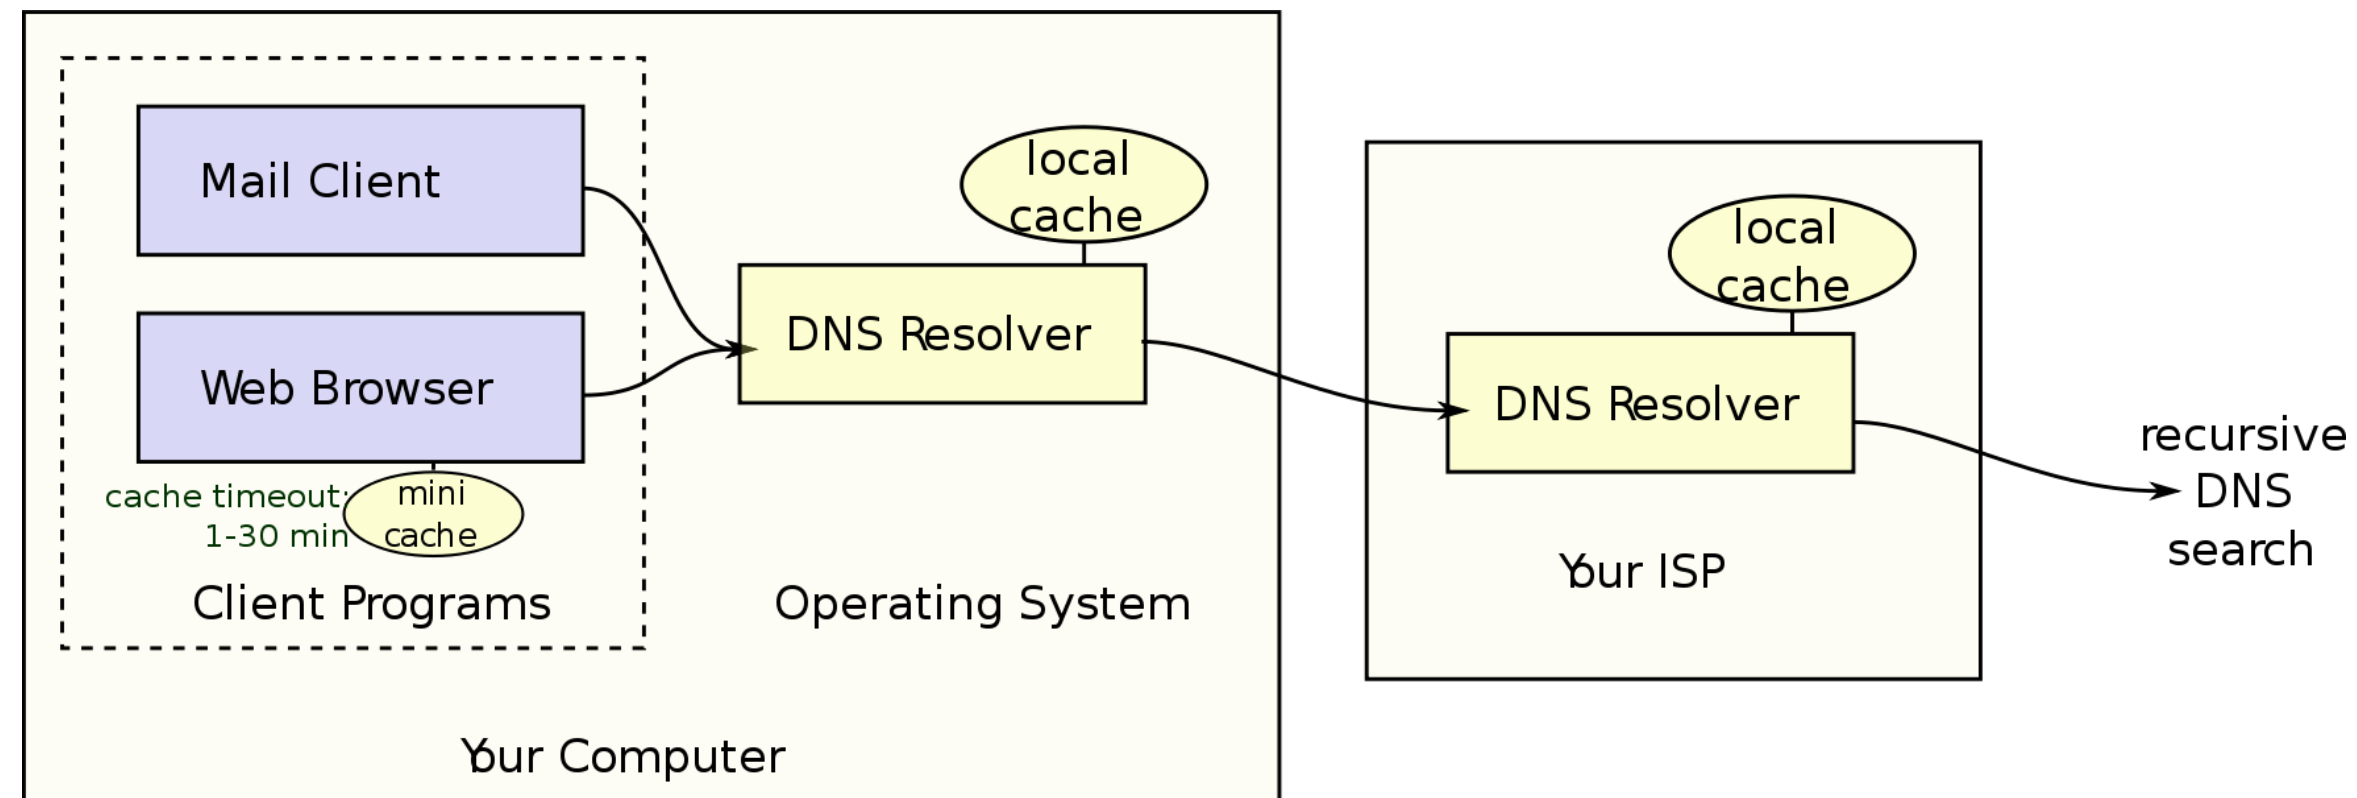 Mail Client
Web Browser
cache timeout:
1-30 min
mini
cache
Client Programs
local
cache
DNS Resolver
Operating System
Your Computer
local
cache
DNS Resolver
Your ISP
recursive
DNS
search